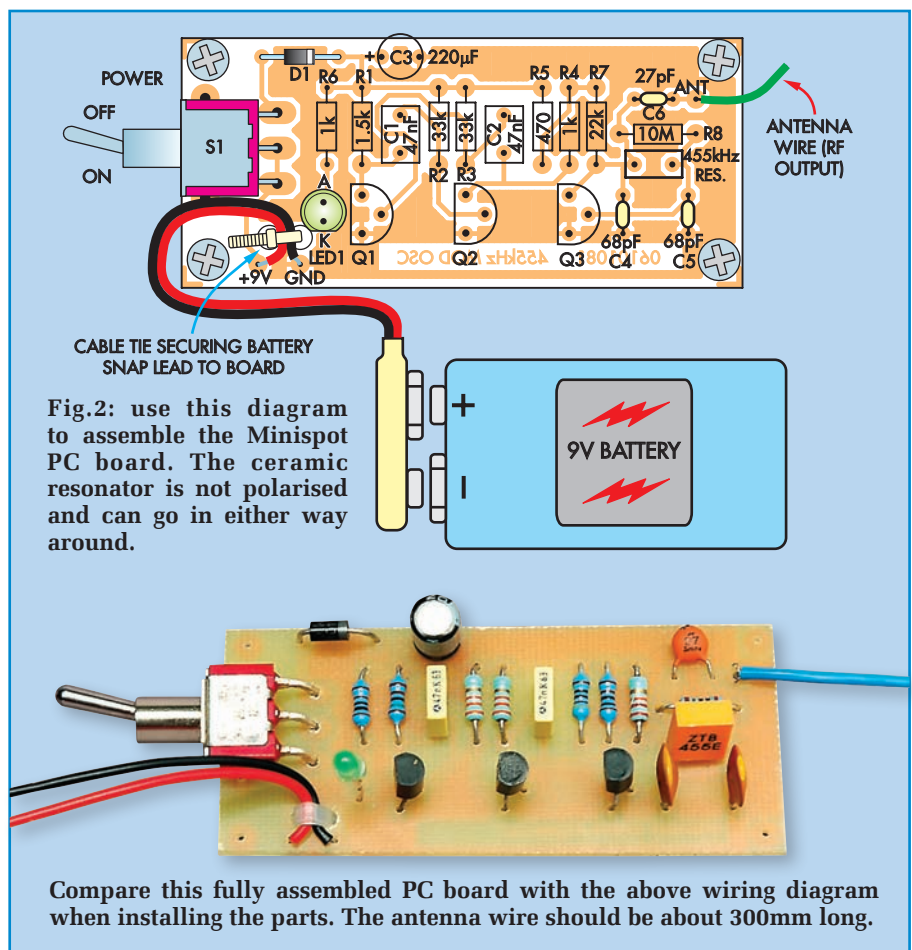 POWER
OFF
ON
S1
D1
+ C3 220µF
R6
R1
1k
1.5k
C1
47nF
33k
33k
R2
R3
C2
47nF
R5
R4
R7
470
1k
22k
27pF
C6
ANT
10M
R8
455kHz
RES.
ANTENNA
WIRE (RF
OUTPUT)
A
K
LED1
Q1
Q2
Q3
68pF
C4
68pF
C5
455kHz
D OSC
+9V
GND
CABLE TIE SECURING BATTERY
SNAP LEAD TO BOARD
+
–
9V BATTERY
Fig.2: use this diagram
to assemble the Minispot
PC board. The ceramic
resonator is not polarised
and can go in either way
around.
47nK63
47nK63
ZTB
455E
Compare this fully assembled PC board with the above wiring diagram
when installing the parts. The antenna wire should be about 300mm long.